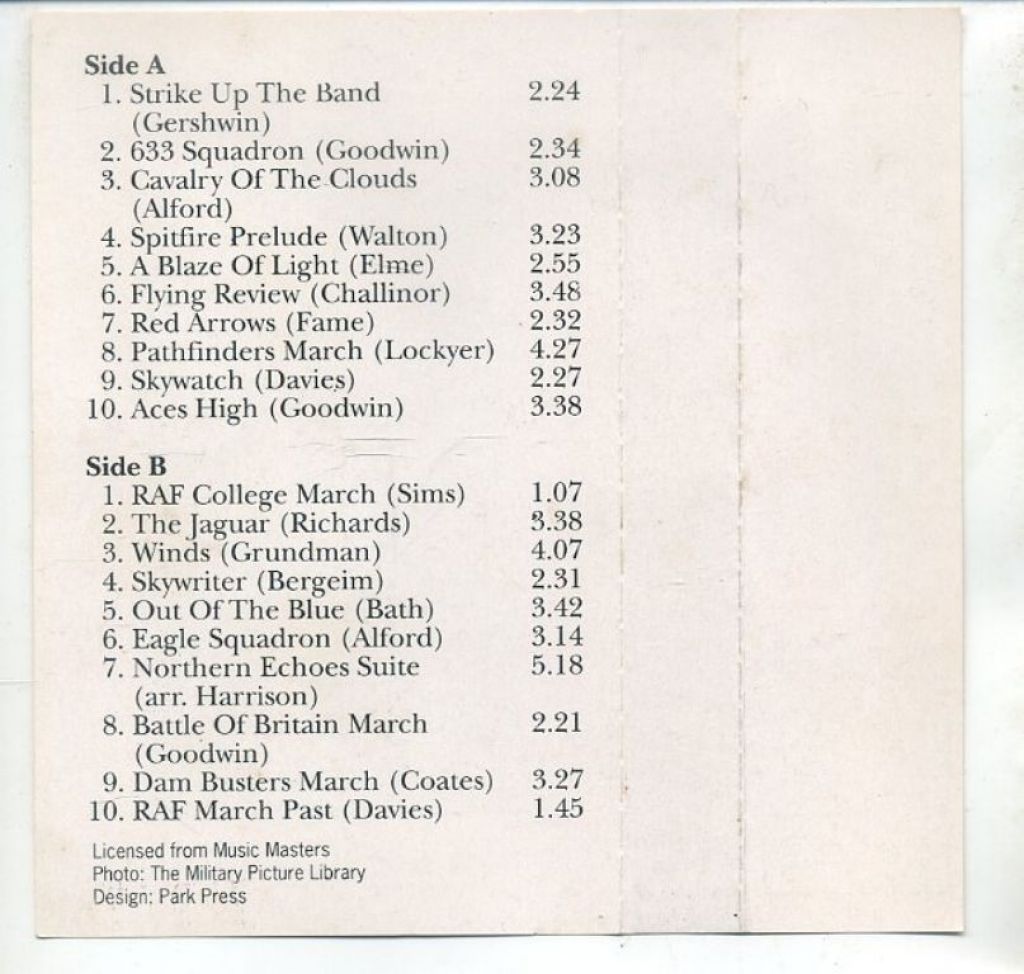 Side A
1. Strike Up The Band 2.24
(Gershwin)
2. 633 Squadron (Goodwin) 2.34
3. Cavalry Of The Clouds 3.08
(Alford)
4. Spitfire Prelude (Walton) 3.23
5. A Blaze Of Light (Elme) 2.55
6. Flying Review (Challinor) 3.48
7. Red Arrows (Fame) 2.32
8. Pathfinders March (Lockyer) 4.27
9. Skywatch (Davies) 2.27
10. Aces High (Goodwin) 3.38
Side B
1. RAF College March (Sims) 1.07
2. The Jaguar (Richards) 3.38
3. Winds (Grundman) 4.07
4. Skywriter (Bergeim) 2.31
5. Out Of The Blue (Bath) 3.42
6. Eagle Squadron (Alford) 3.14
7. Northern Echoes Suite 5.18
(arr. Harrison)
8. Battle Of Britain March 2.21
(Goodwin)
9. Dam Busters March (Coates) 3.27
10. RAF March Past (Davies) 1.45
Licensed from Music Masters
Photo: The Military Picture Library
Design: Park Press